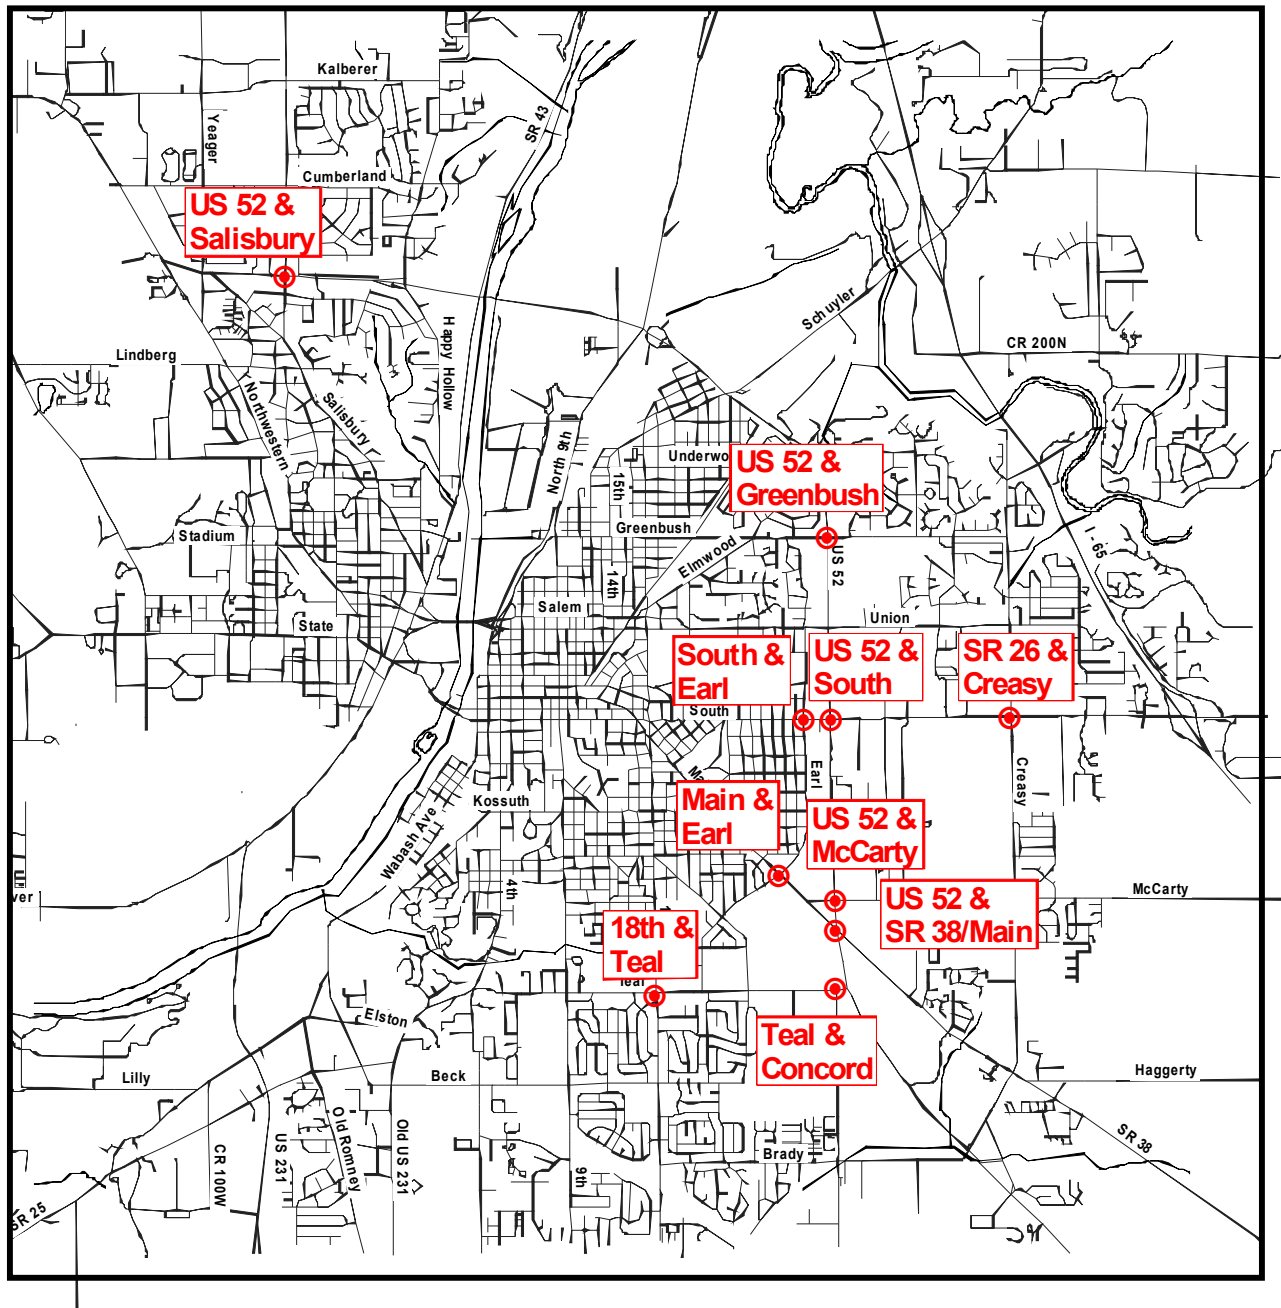 Kalberer
SR 43
Yeager
Cumberland
US 52 &
Salisbury
Schuyler
Happy Hollow
CR 200N
Lindberg
Northwestern
Salisbury
North 9th
Underwo
US 52 &
Greenbush
15th
Greenbush
Stadium
Elmwood
US 52
I-65
14th
Salem
State
Union
South &
Earl
US 52 &
South
SR 26 &
Creasy
South
Earl
Creasy
Main &
Earl
Kossuth
Wabash Ave
US 52 &
McCarty
4th
McCarty
US 52 &
SR 38/Main
ver
18th &
Teal
Teal
Elston
Teal &
Concord
Lilly
Beck
Haggerty
Old Romney
Old US 231
US 231
CR 100W
9th
Brady
SR 38
SR 25